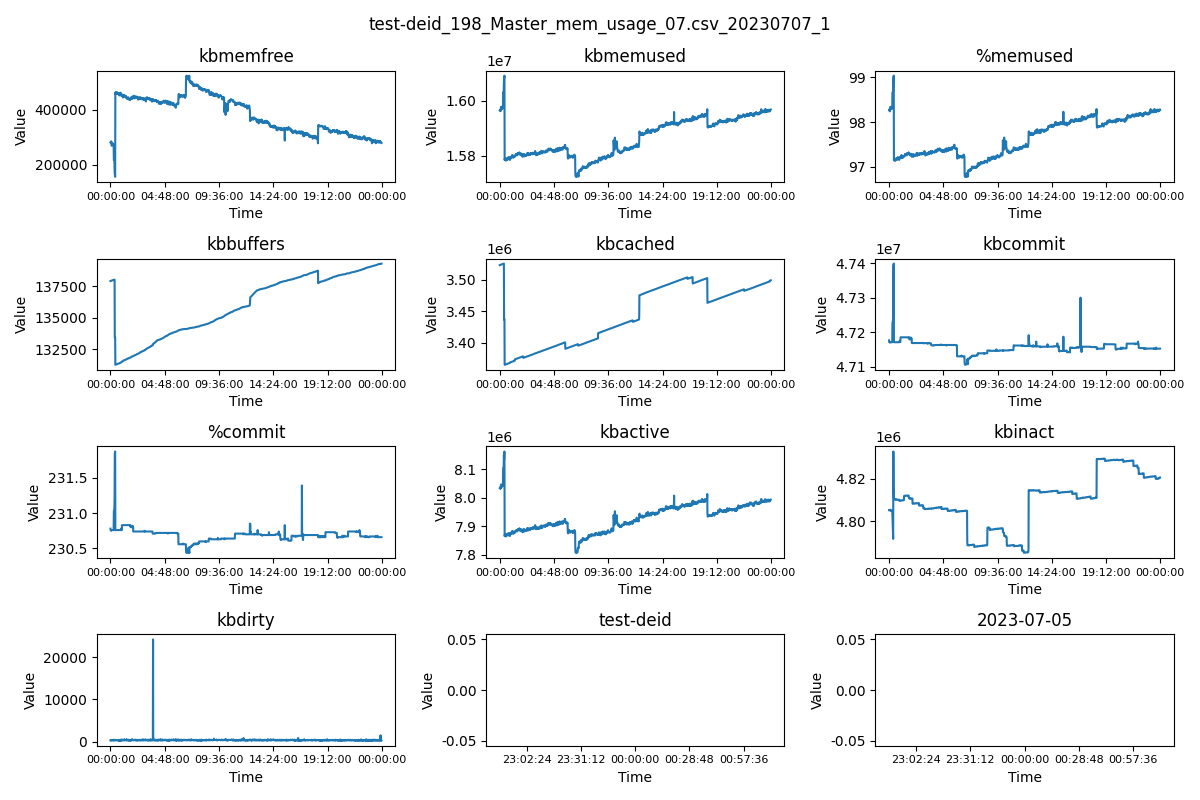 test-deid_198_Master_mem_usage_07.csv_20230707_1
kbmemfree
kbmemused
%memused
1e7
Value
400000
200000
00:00:00 04:48:00 09:36:00 14:24:00 19:12:00 00:00:00
Time
Value
1.60
1.58
00:00:00 04:48:00 09:36:00 14:24:00 19:12:00 00:00:00
Time
Value
99
98
97
00:00:00 04:48:00 09:36:00 14:24:00 19:12:00 00:00:00
Time
kbbuffers
kbcached
kbcommit
Value
137500
135000
132500
00:00:00 04:48:00 09:36:00 14:24:00 19:12:00 00:00:00
Time
1e6
Value
3.50
3.45
3.40
00:00:00 04:48:00 09:36:00 14:24:00 19:12:00 00:00:00
Time
1e7
Value
4.74
4.73
4.72
4.71
00:00:00 04:48:00 09:36:00 14:24:00 19:12:00 00:00:00
Time
%commit
kbactive
kbinact
Value
231.5
231.0
230.5
00:00:00 04:48:00 09:36:00 14:24:00 19:12:00 00:00:00
Time
1e6
Value
8.1
8.0
7.9
7.8
00:00:00 04:48:00 09:36:00 14:24:00 19:12:00 00:00:00
Time
1e6
Value
4.82
4.80
00:00:00 04:48:00 09:36:00 14:24:00 19:12:00 00:00:00
Time
kbdirty
test-deid
2023-07-05
Value
20000
10000
0
00:00:00 04:48:00 09:36:00 14:24:00 19:12:00 00:00:00
Time
Value
0.05
0.00
-0.05
23:02:24 23:31:12 00:00:00 00:28:48 00:57:36
Time
Value
0.05
0.00
-0.05
23:02:24 23:31:12 00:00:00 00:28:48 00:57:36
Time